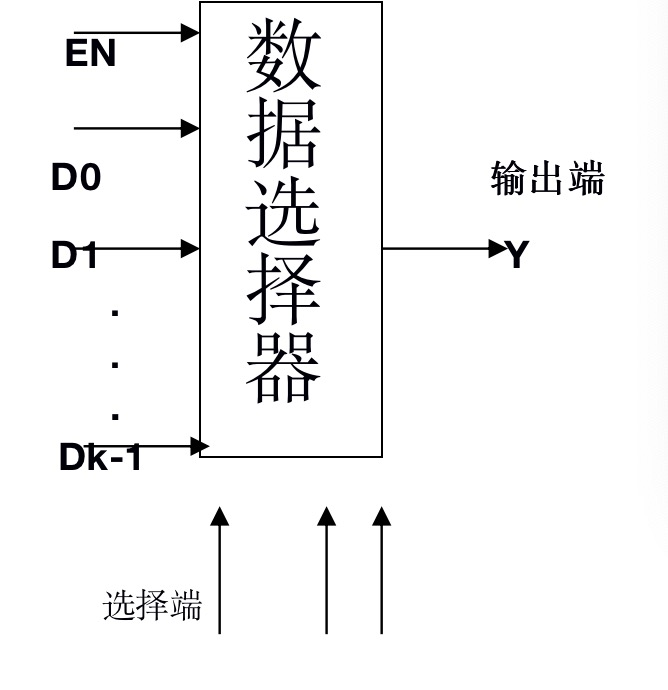 EN
数据选择器
D0
输出端
D1
Y
.
.
.
Dk-1
选择端